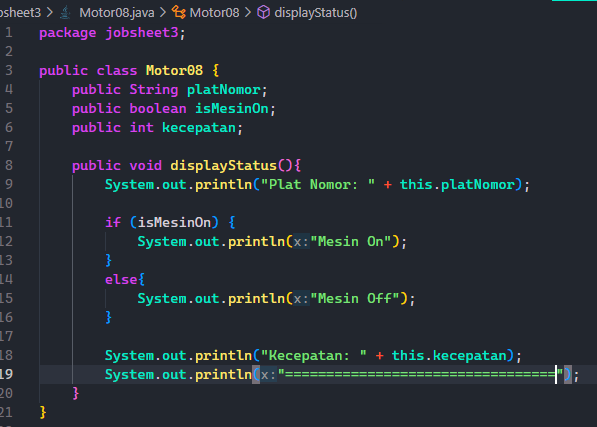 obsheet3 > Motor08.java > Motor08 > displayStatus()
1 package jobsheet3;
2
3 public class Motor08 {
4 public String platNomor;
5 public boolean isMesinOn;
6 public int kecepatan;
7
8 public void displayStatus(){
9 System.out.println("Plat Nomor: " + this.platNomor);
10
11 if (isMesinOn) {
12 System.out.println(x:"Mesin On");
13 }
14 else{
15 System.out.println(x:"Mesin Off");
16 }
17
18 System.out.println("Kecepatan: " + this.kecepatan);
19 System.out.println(x:"=================================");
20 }
21 }